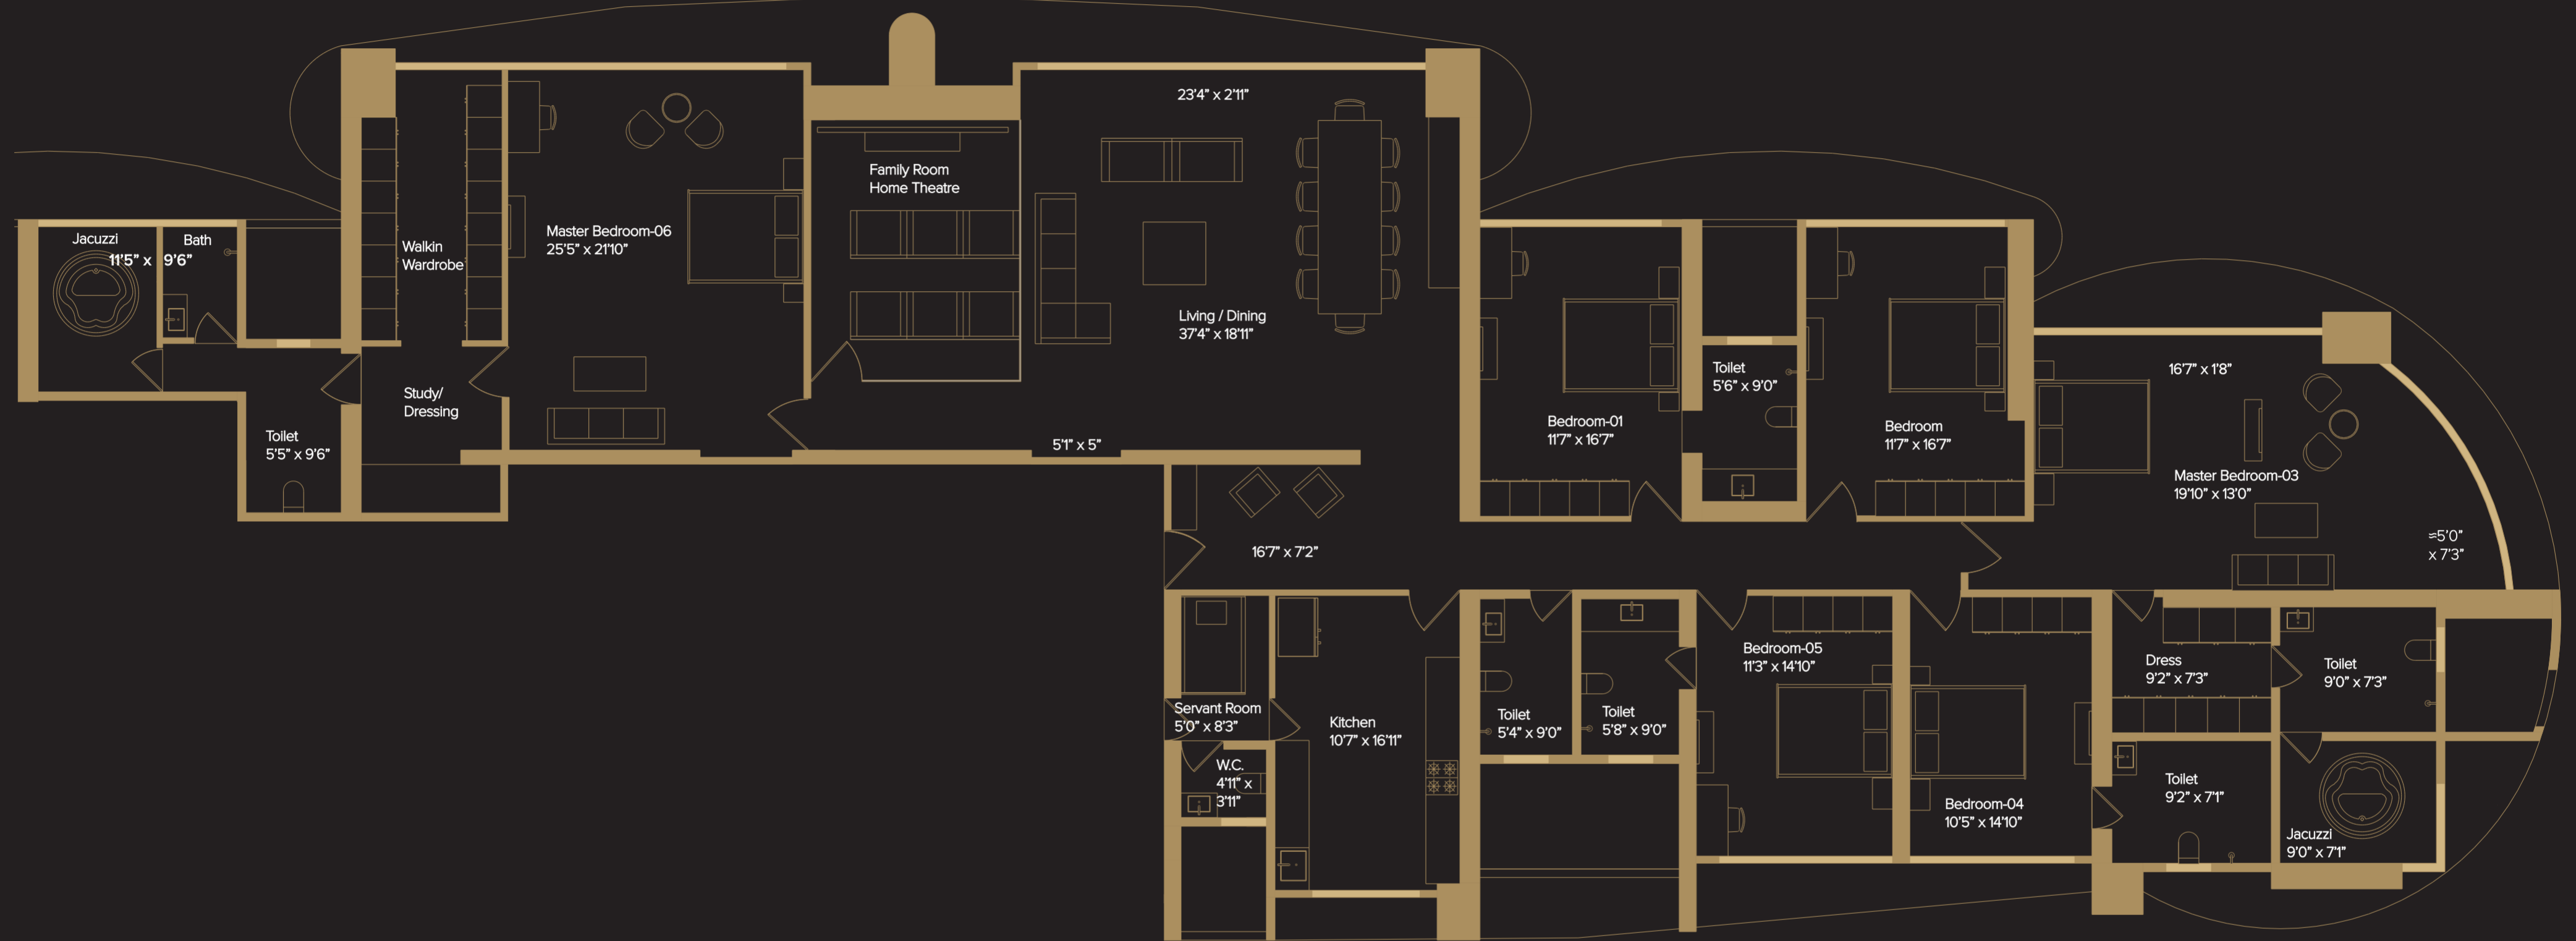 Jacuzzi
Bath
11'5” x 9'6”
Walkin
Wardrobe
Study/
Dressing
Toilet
5'5” x 9'6”
Master Bedroom-06
25'5” x 21'10”
Family Room
Home Theatre
23'4” x 2'11”
Living / Dining
37'4” x 18'11”
5'1” x 5”
16'7” x 7'2”
Bedroom-01
11'7” x 16'7”
Toilet
5'6” x 9'0”
Bedroom
11'7” x 16'7”
16'7” x 1'8”
Master Bedroom-03
19'10” x 13'0”
≈5'0”
x 7'3”
Servant Room
5'0” x 8'3”
W.C.
4'11” x
3'11”
Kitchen
10'7” x 16'11”
Toilet
5'4” x 9'0”
Toilet
5'8” x 9'0”
Bedroom-05
11'3” x 14'10”
Bedroom-04
10'5” x 14'10”
Dress
9'2” x 7'3”
Toilet
9'0” x 7'3”
Toilet
9'2” x 7'1”
Jacuzzi
9'0” x 7'1”